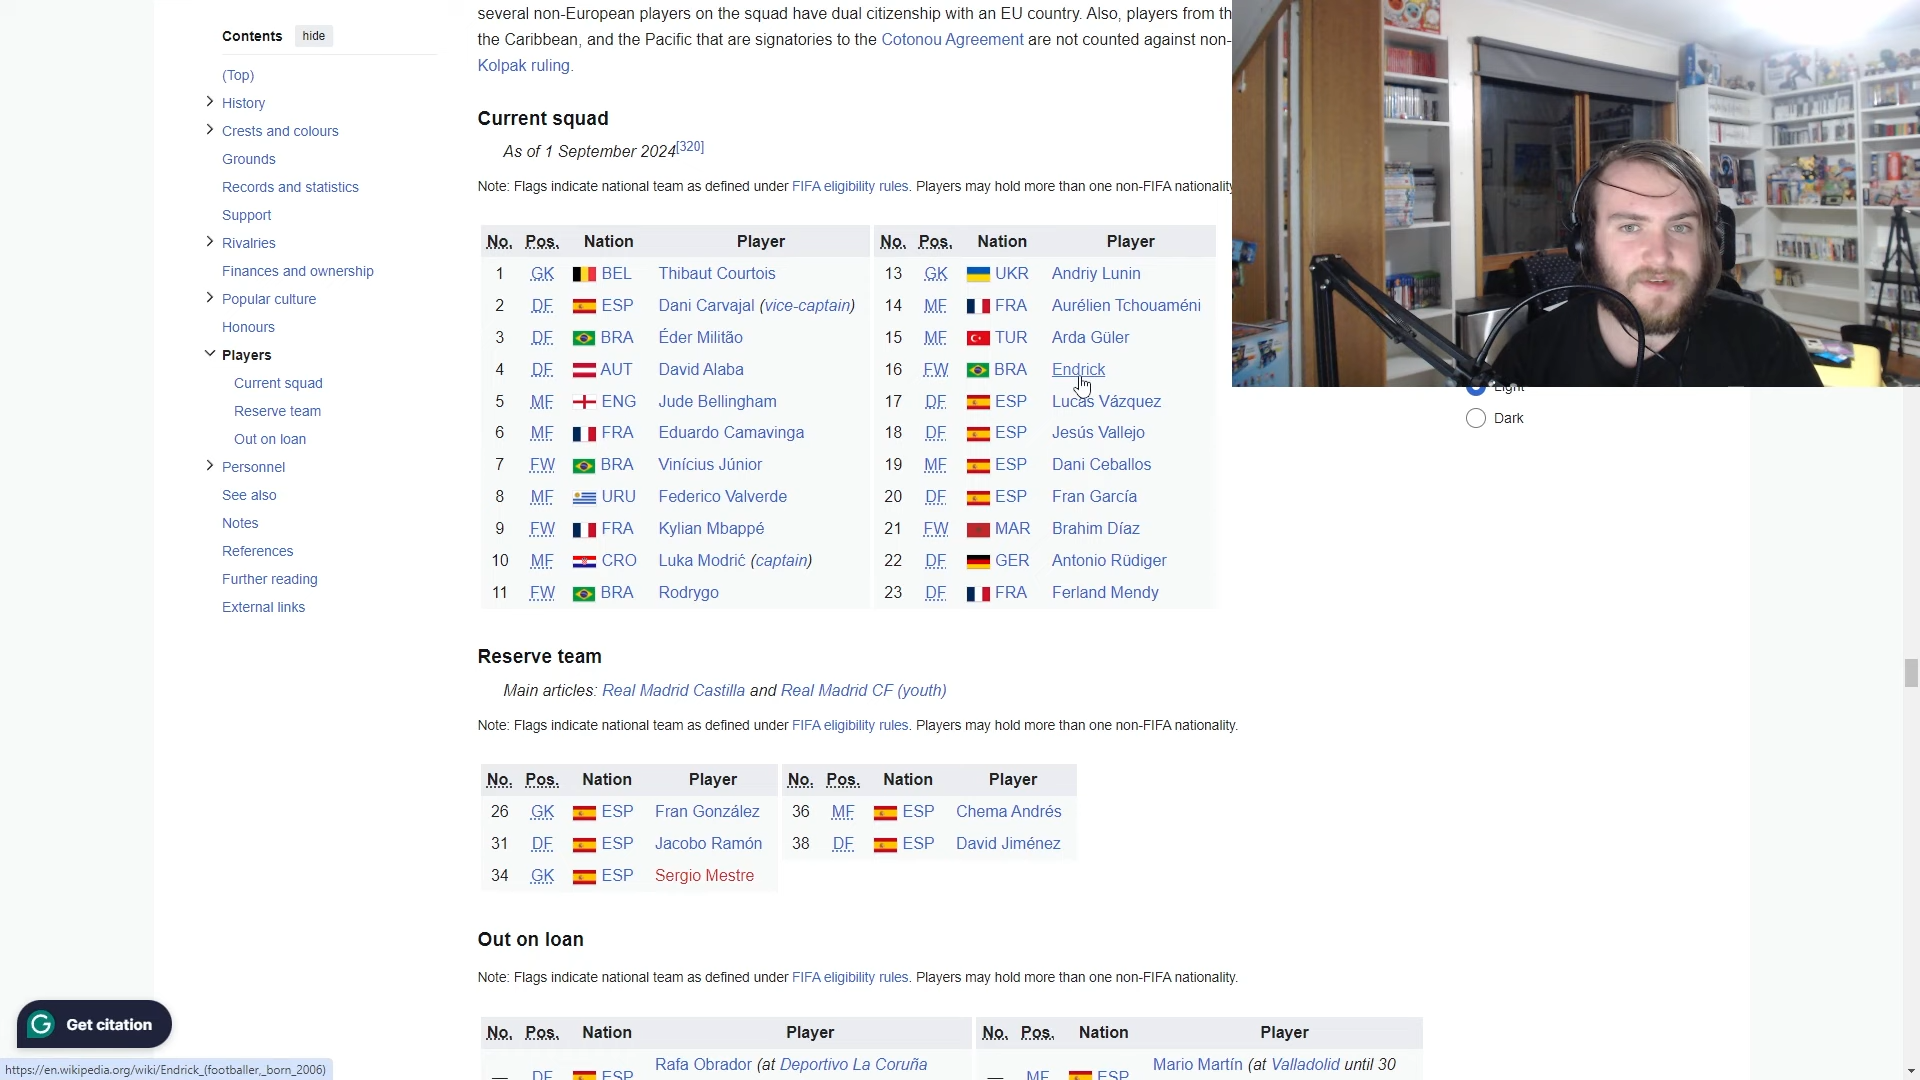 Contents hide
(Top)
History
Crests and colours
Grounds
Records and statistics
Support
Rivalries
Finances and ownership
Popular culture
Honours
Players
Current squad
Reserve team
Out on loan
Personnel
See also
Notes
References
Further reading
External links
several non-European players on the squad have dual citizenship with an EU country. Also, players from th
the Caribbean, and the Pacific that are signatories to the Cotonou Agreement are not counted against non-
Kolpak ruling.
Current squad
As of 1 September 2024[320]
Note: Flags indicate national team as defined under FIFA eligibility rules. Players may hold more than one non-FIFA nationality
No. Pos. Nation Player No. Pos. Nation Player
1 GK BEL Thibaut Courtois 13 GK UKR Andriy Lunin
2 DF ESP Dani Carvajal (vice-captain) 14 MF FRA Aurélien Tchouaméni
3 DF BRA Éder Militão 15 MF TUR Arda Güler
4 DF AUT David Alaba 16 FW BRA Endrick
5 MF ENG Jude Bellingham 17 DF ESP Lucas Vázquez
6 MF FRA Eduardo Camavinga 18 DF ESP Jesús Vallejo
7 FW BRA Vinícius Júnior 19 MF ESP Dani Ceballos
8 MF URU Federico Valverde 20 DF ESP Fran García
9 FW FRA Kylian Mbappé 21 FW MAR Brahim Díaz
10 MF CRO Luka Modrić (captain) 22 DF GER Antonio Rüdiger
11 FW BRA Rodrygo 23 DF FRA Ferland Mendy
Light
Dark
Reserve team
Main articles: Real Madrid Castilla and Real Madrid CF (youth)
Note: Flags indicate national team as defined under FIFA eligibility rules. Players may hold more than one non-FIFA nationality.
No. Pos. Nation Player No. Pos. Nation Player
26 GK ESP Fran González 36 MF ESP Chema Andrés
31 DF ESP Jacobo Ramón 38 DF ESP David Jiménez
34 GK ESP Sergio Mestre
Out on loan
Note: Flags indicate national team as defined under FIFA eligibility rules. Players may hold more than one non-FIFA nationality.
No. Pos. Nation Player No. Pos. Nation Player
— DF ESP Rafa Obrador (at Deportivo La Coruña — MF ESP Mario Martín (at Valladolid until 30
Get citation
https://en.wikipedia.org/wiki/Endrick_(footballer,_born_2006)